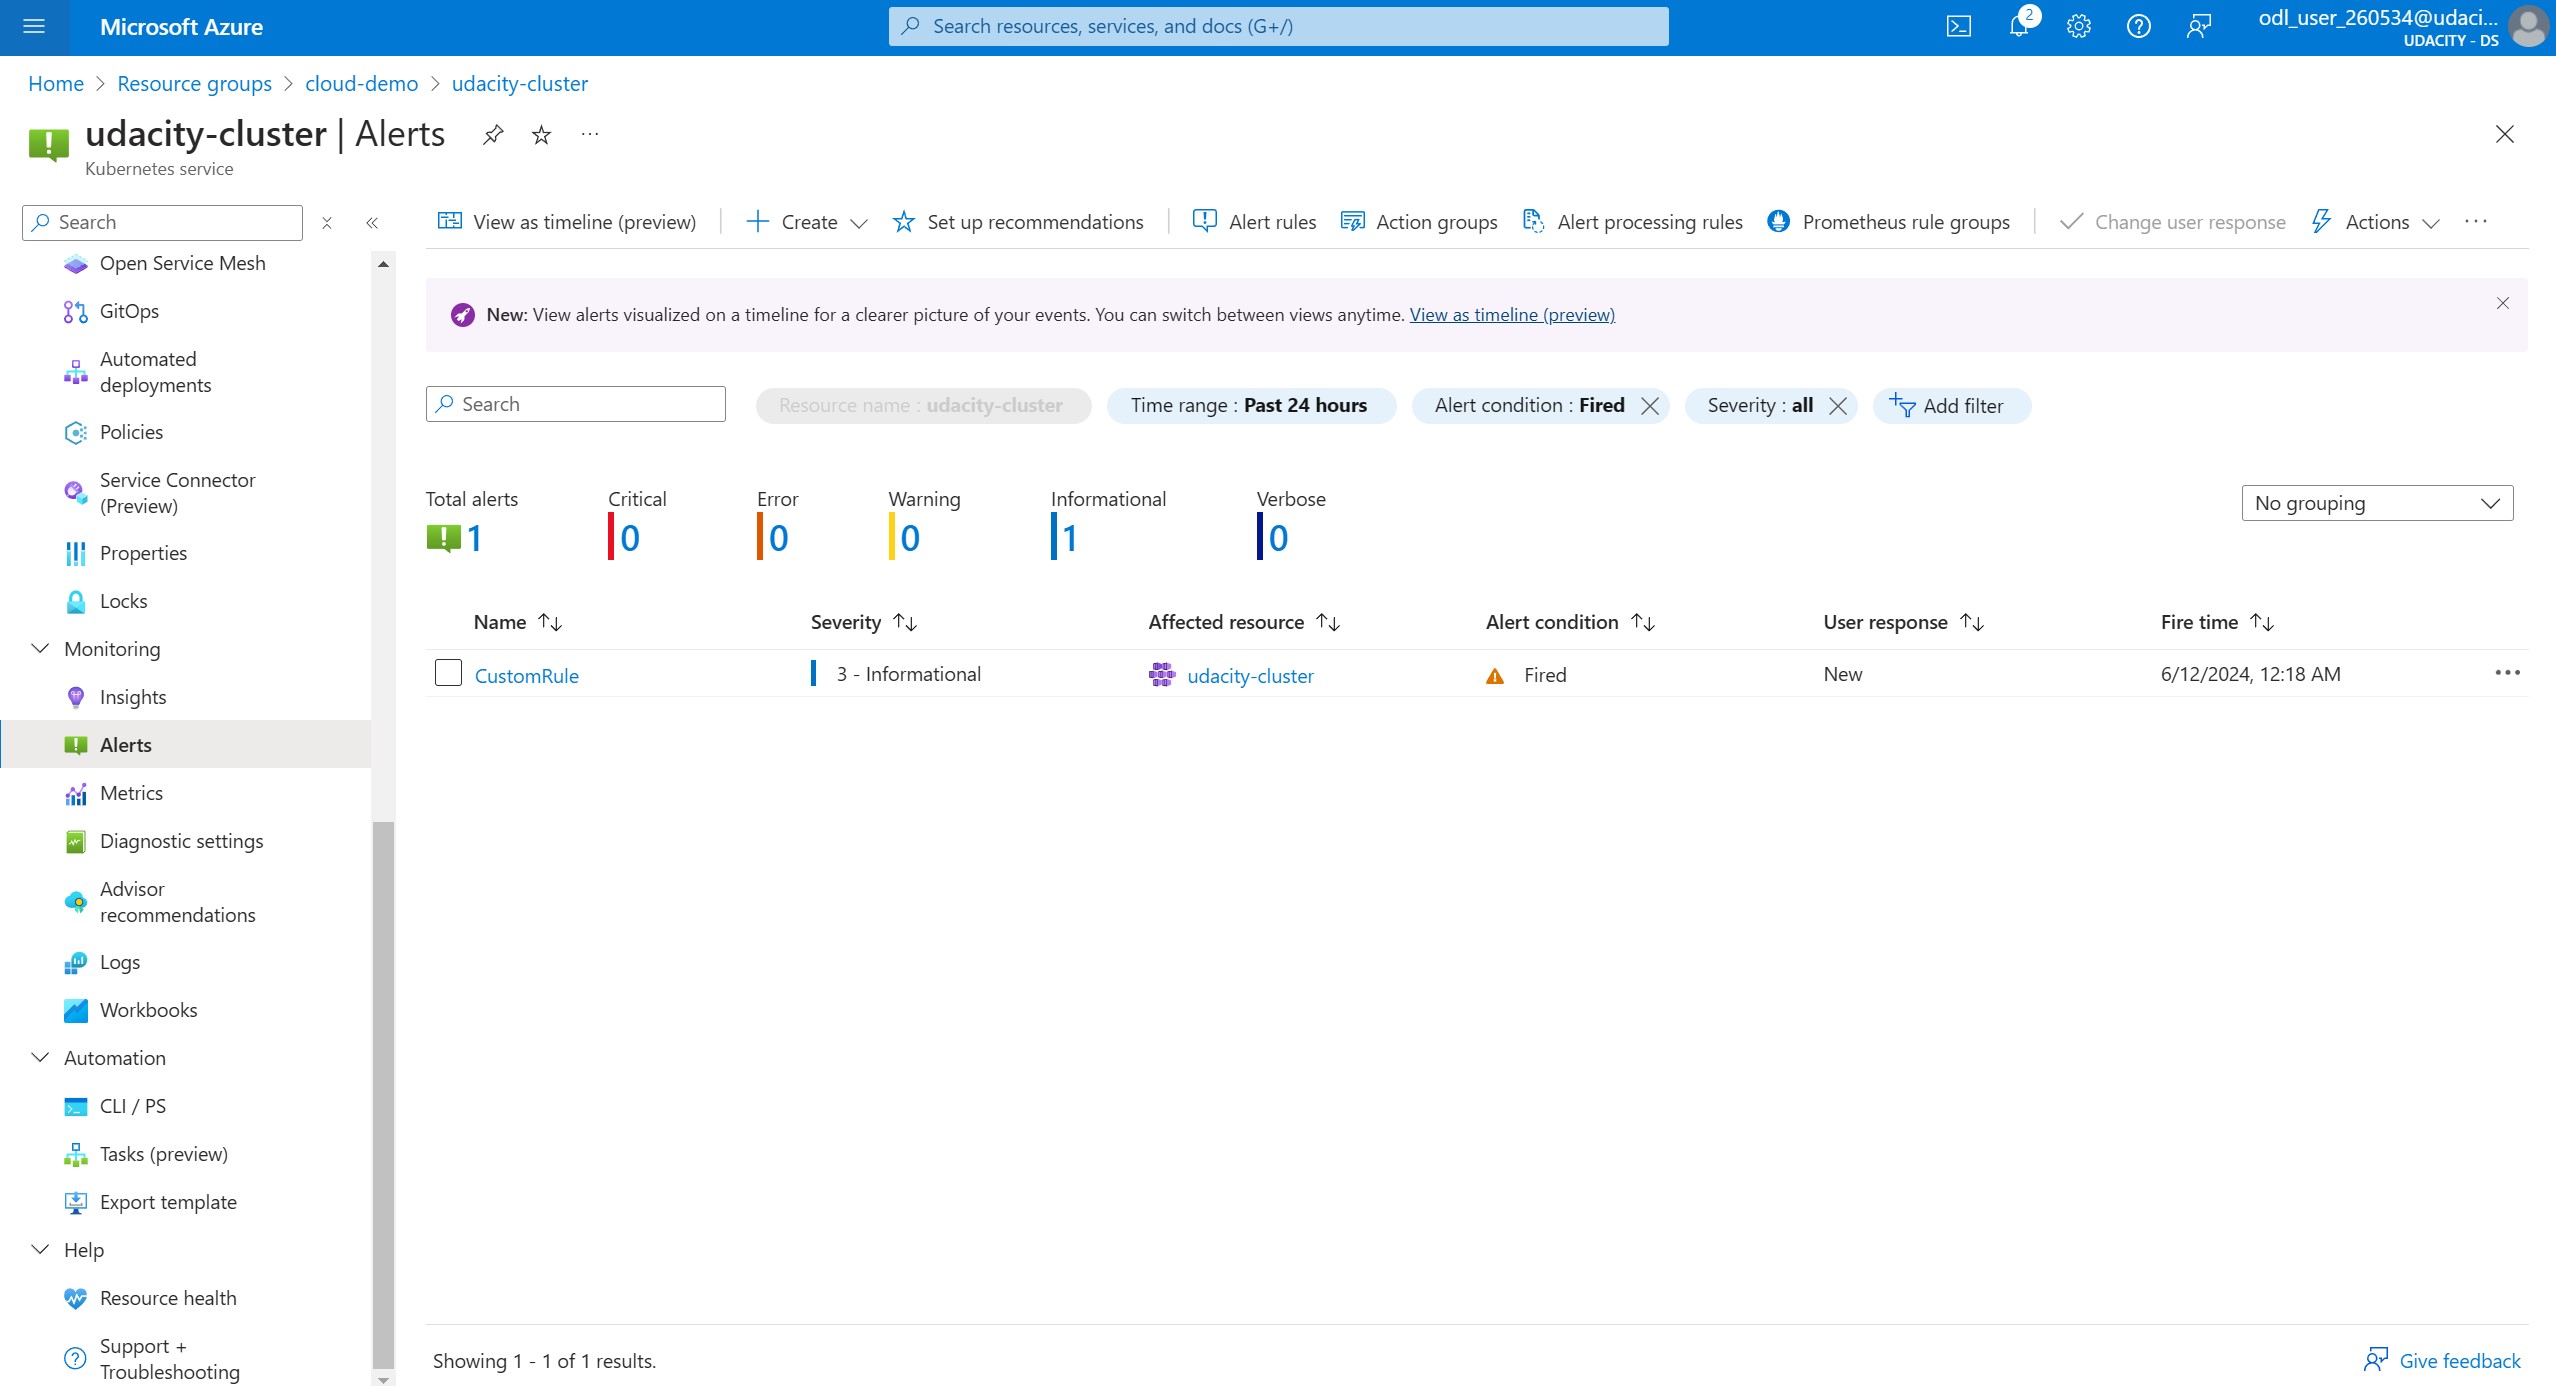 Microsoft Azure
Search resources, services, and docs (G+/)
2
odl_user_260534@udaci...
UDACITY - DS
Home > Resource groups > cloud-demo > udacity-cluster
udacity-cluster | Alerts
Kubernetes service
Search
View as timeline (preview)
Create
Set up recommendations
Alert rules
Action groups
Alert processing rules
Prometheus rule groups
Change user response
Actions
Open Service Mesh
GitOps
Automated
deployments
Policies
Service Connector
(Preview)
Properties
Locks
Monitoring
Insights
Alerts
Metrics
Diagnostic settings
Advisor
recommendations
Logs
Workbooks
Automation
CLI / PS
Tasks (preview)
Export template
Help
Resource health
Support +
Troubleshooting
New: View alerts visualized on a timeline for a clearer picture of your events. You can switch between views anytime. View as timeline (preview)
Search
Resource name : udacity-cluster
Time range : Past 24 hours
Alert condition : Fired
Severity : all
Add filter
Total alerts
1
Critical
0
Error
0
Warning
0
Informational
1
Verbose
0
No grouping
Name
Severity
Affected resource
Alert condition
User response
Fire time
CustomRule
3 - Informational
udacity-cluster
Fired
New
6/12/2024, 12:18 AM
Showing 1 - 1 of 1 results.
Give feedback